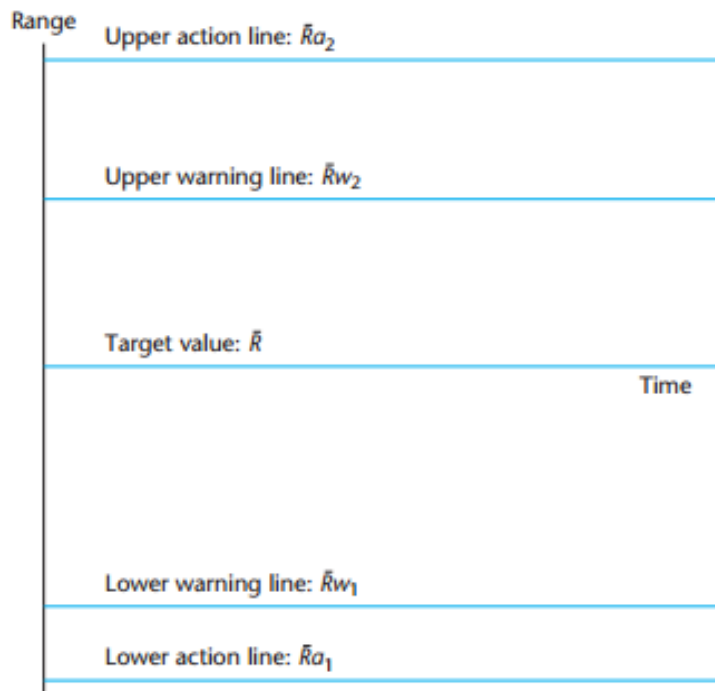 Range
Upper action line: R̄a₂
Upper warning line: R̄w₂
Target value: R̄
Time
Lower warning line: R̄w₁
Lower action line: R̄a₁